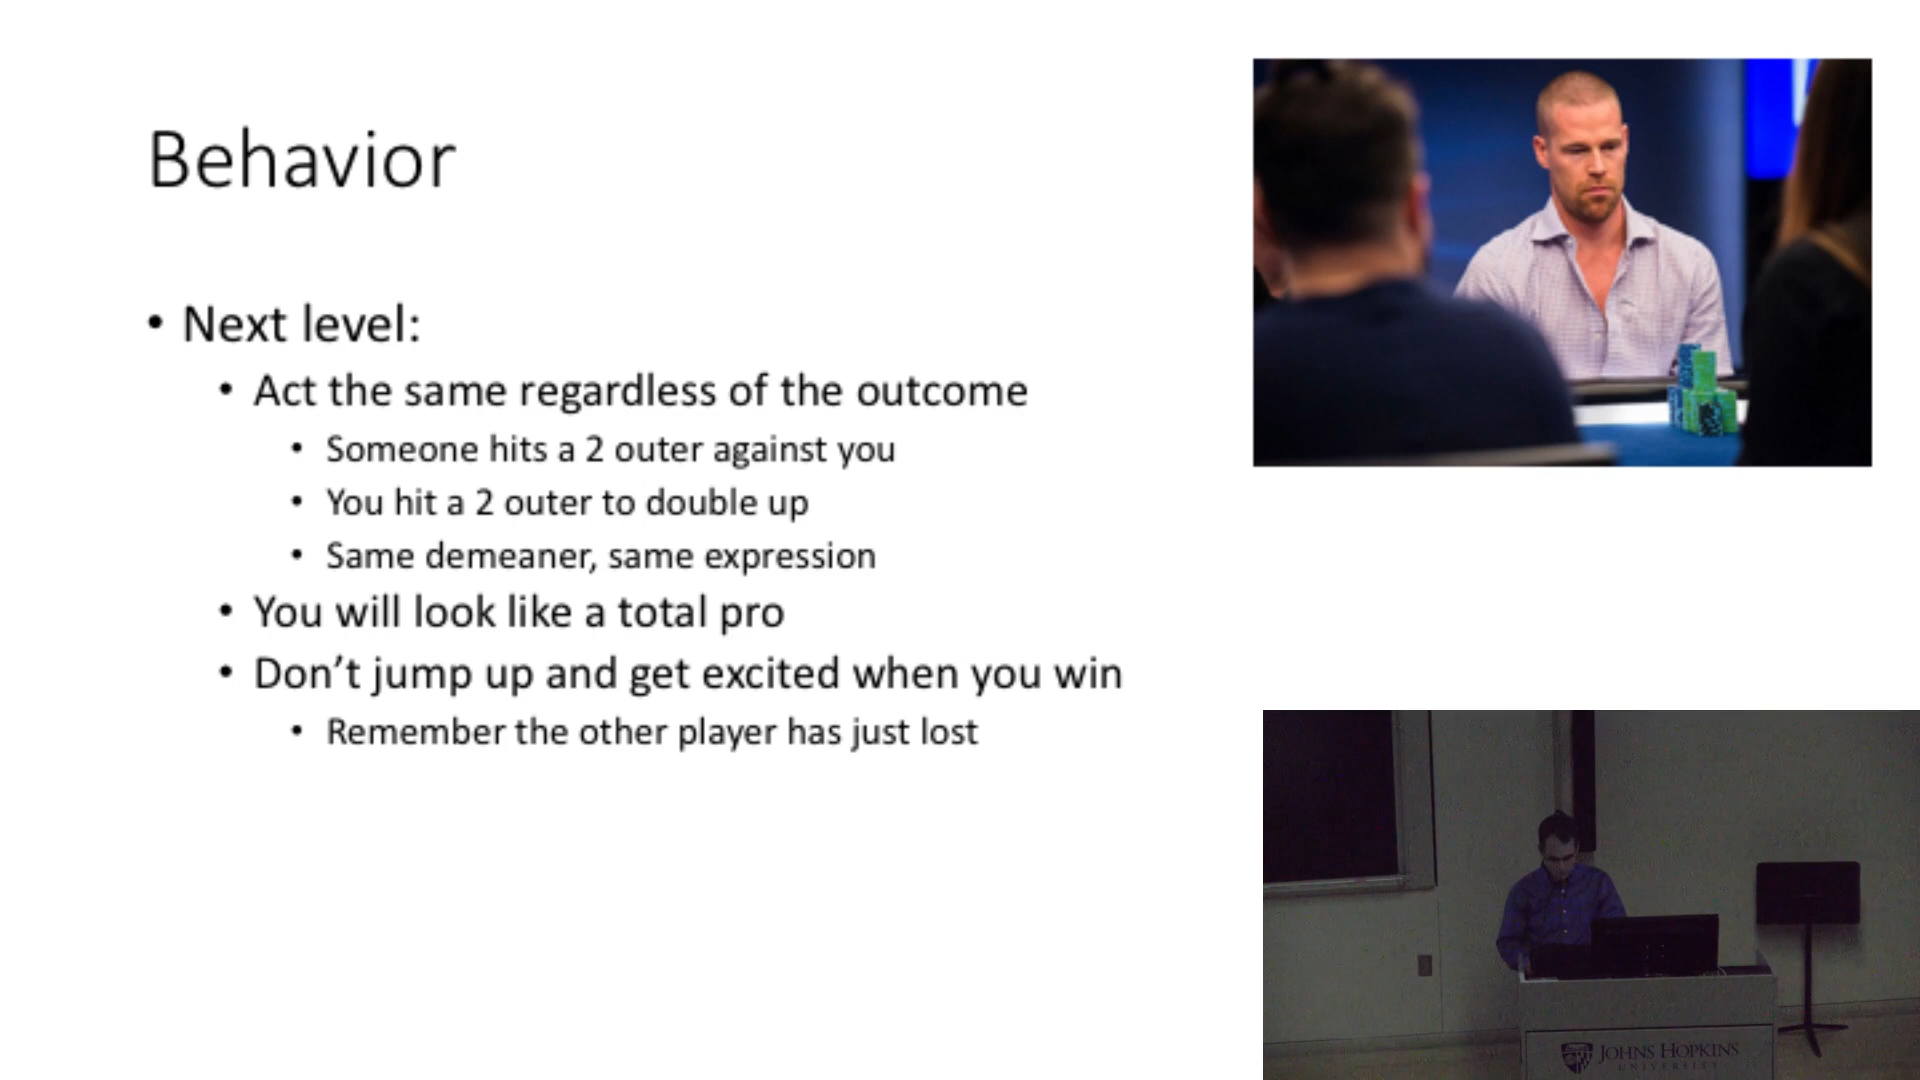 Behavior
• Next level:
• Act the same regardless of the outcome
• Someone hits a 2 outer against you
• You hit a 2 outer to double up
• Same demeaner, same expression
• You will look like a total pro
• Don’t jump up and get excited when you win
• Remember the other player has just lost
JOHNS HOPKINS
UNIVERSITY